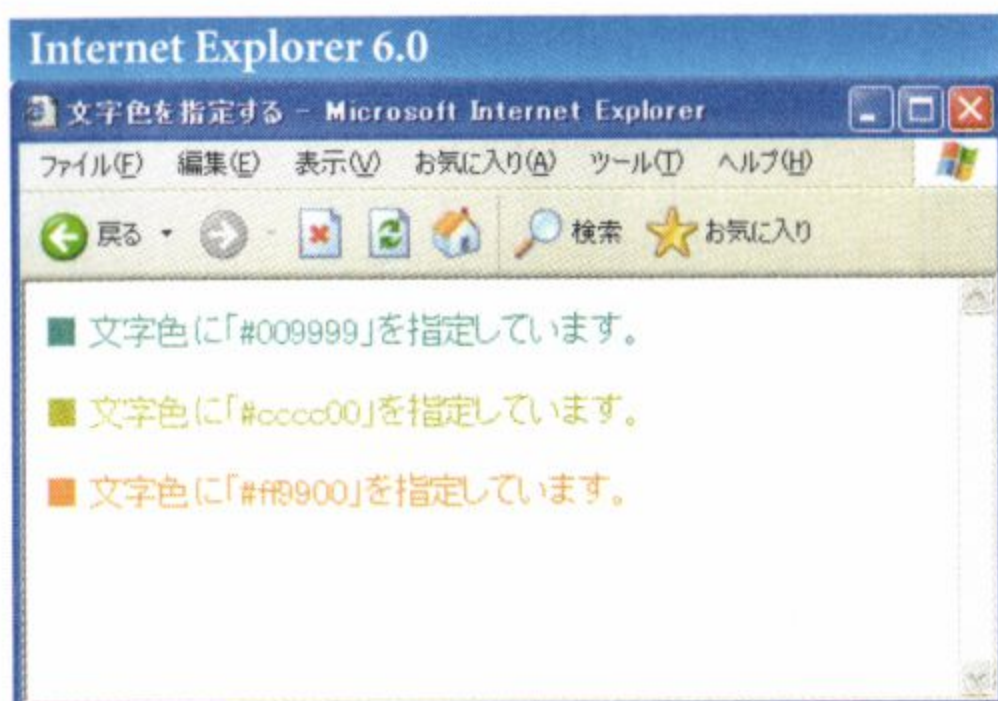 Internet Explorer 6.0
文字色を指定する - Microsoft Internet Explorer
ファイル(F) 編集(E) 表示(V) お気に入り(A) ツール(T) ヘルプ(H)
戻る 検索 お気に入り
■ 文字色に「#009999」を指定しています。
■ 文字色に「#cccc00」を指定しています。
■ 文字色に「#ff9900」を指定しています。